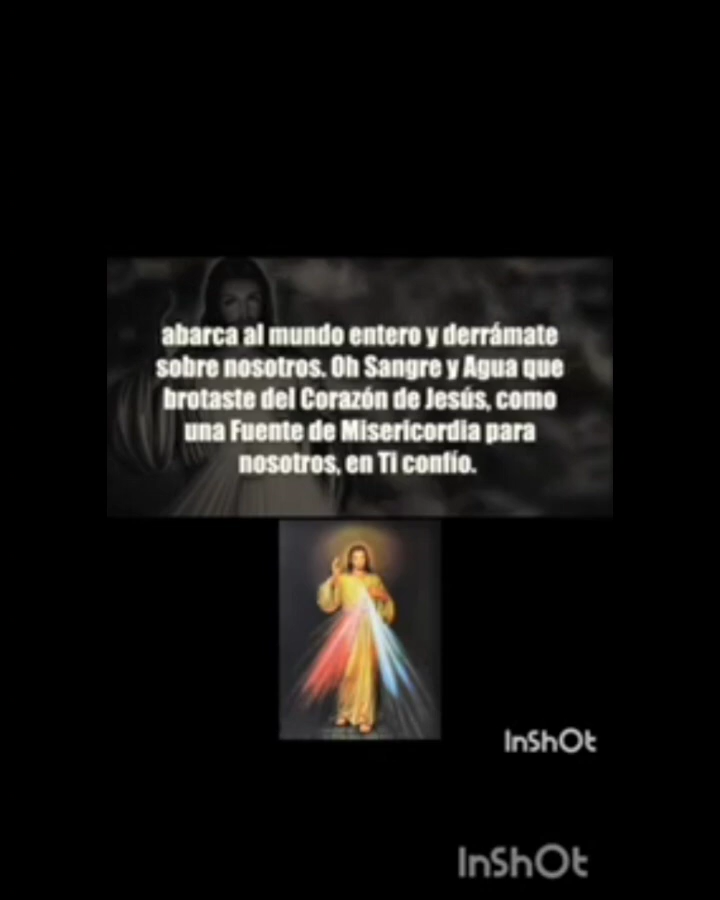 abarca al mundo entero y derrámate
sobre nosotros. Oh Sangre y Agua que
brotaste del Corazón de Jesús, como
una Fuente de Misericordia para
nosotros, en Ti confío.
InShOt
InShOt